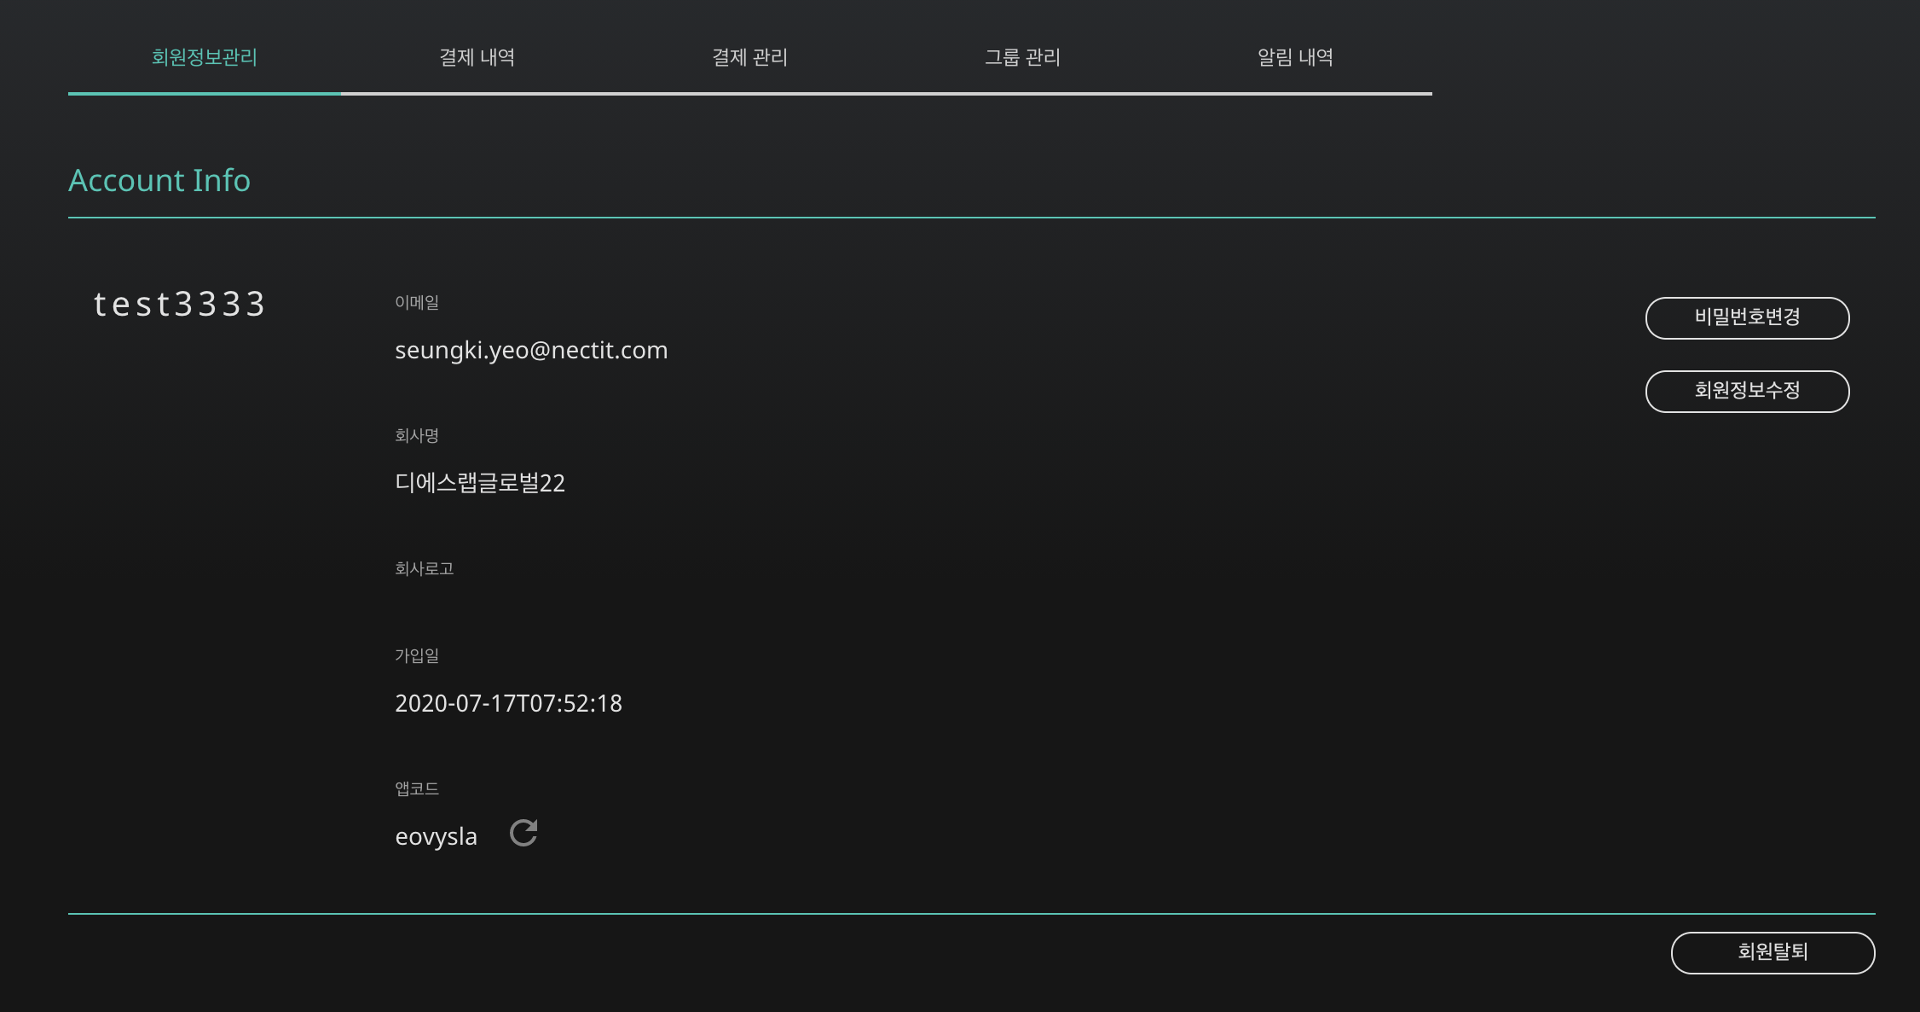 회원정보관리
결제 내역
결제 관리
그룹 관리
알림 내역
Account Info
test3333
이메일
seungki.yeo@nectit.com
회사명
디에스랩글로벌22
회사로고
가입일
2020-07-17T07:52:18
앱코드
eovysla
비밀번호변경
회원정보수정
회원탈퇴